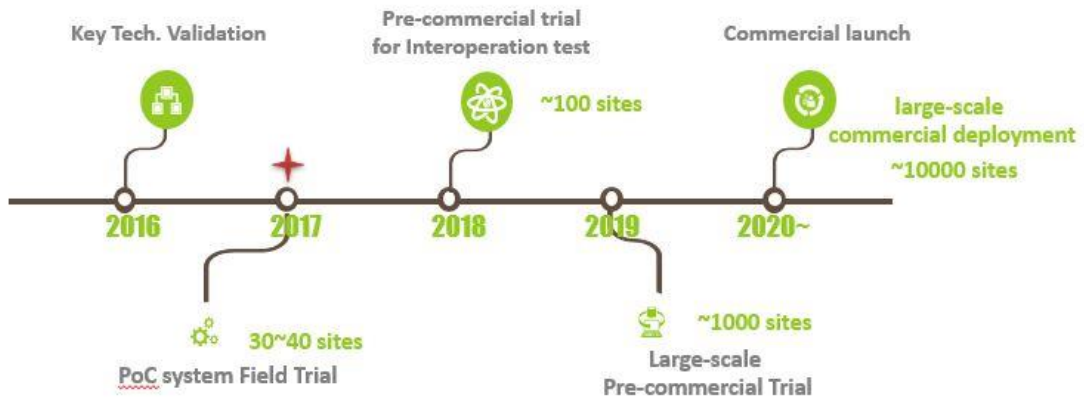 Key Tech. Validation
Pre-commercial trial
for Interoperation test
Commercial launch
~100 sites
large-scale
commercial deployment
~10000 sites
2016
2017
2018
2019
2020~
30~40 sites
PoC system Field Trial
~1000 sites
Large-scale
Pre-commercial Trial